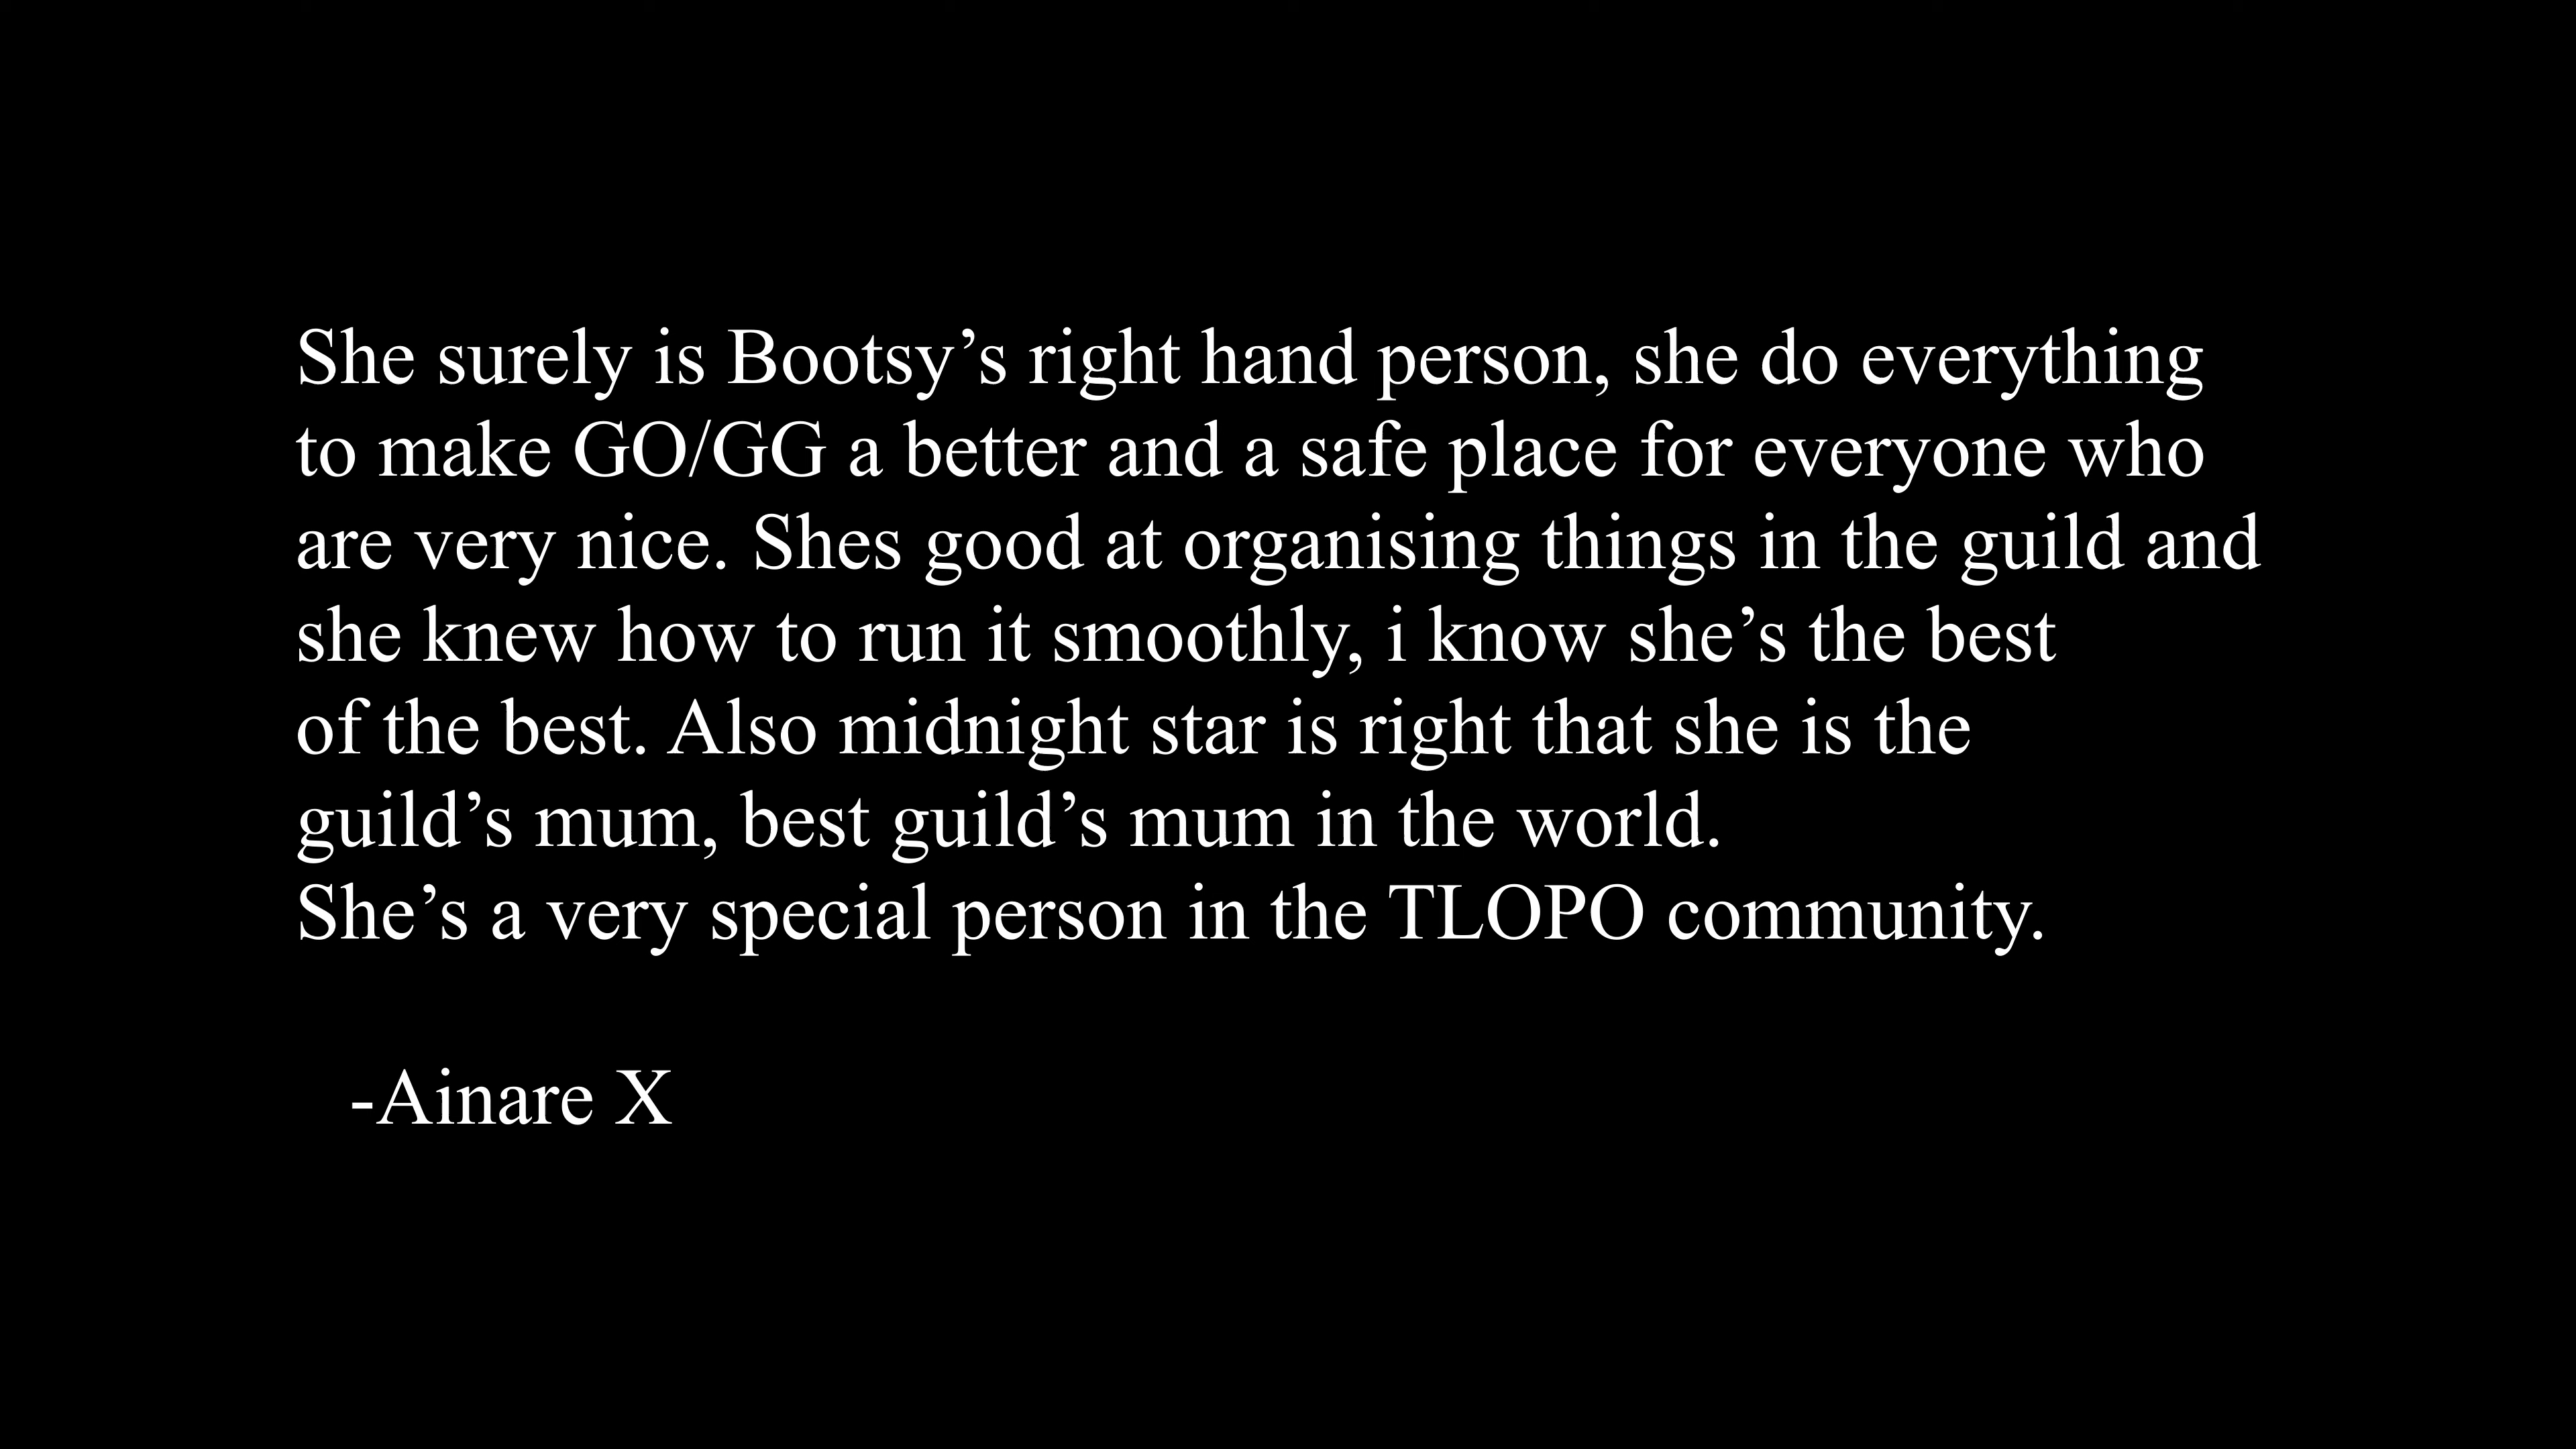 She surely is Bootsy’s right hand person, she do everything
to make GO/GG a better and a safe place for everyone who
are very nice. Shes good at organising things in the guild and
she knew how to run it smoothly, i know she’s the best
of the best. Also midnight star is right that she is the
guild’s mum, best guild’s mum in the world.
She’s a very special person in the TLOPO community.
-Ainare X